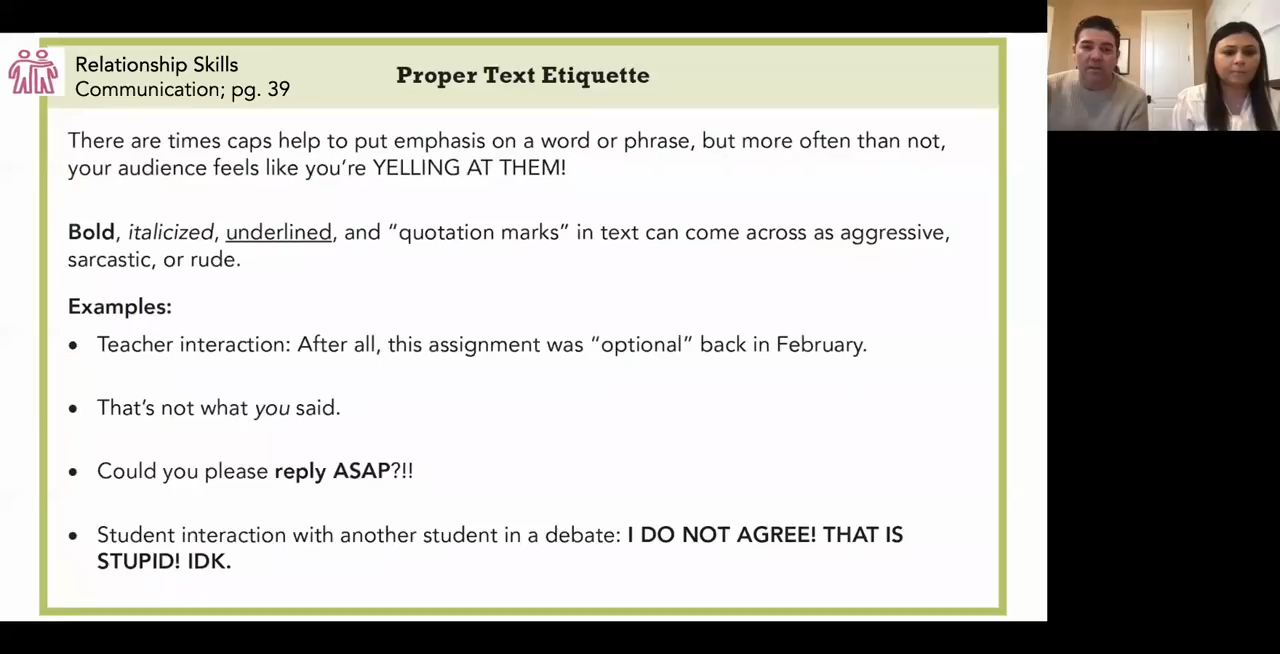 Relationship Skills
Communication; pg. 39
Proper Text Etiquette
There are times caps help to put emphasis on a word or phrase, but more often than not,
your audience feels like you’re YELLING AT THEM!
Bold, italicized, underlined, and “quotation marks” in text can come across as aggressive,
sarcastic, or rude.
Examples:
• Teacher interaction: After all, this assignment was “optional” back in February.
• That’s not what you said.
• Could you please reply ASAP?!!
• Student interaction with another student in a debate: I DO NOT AGREE! THAT IS
STUPID! IDK.